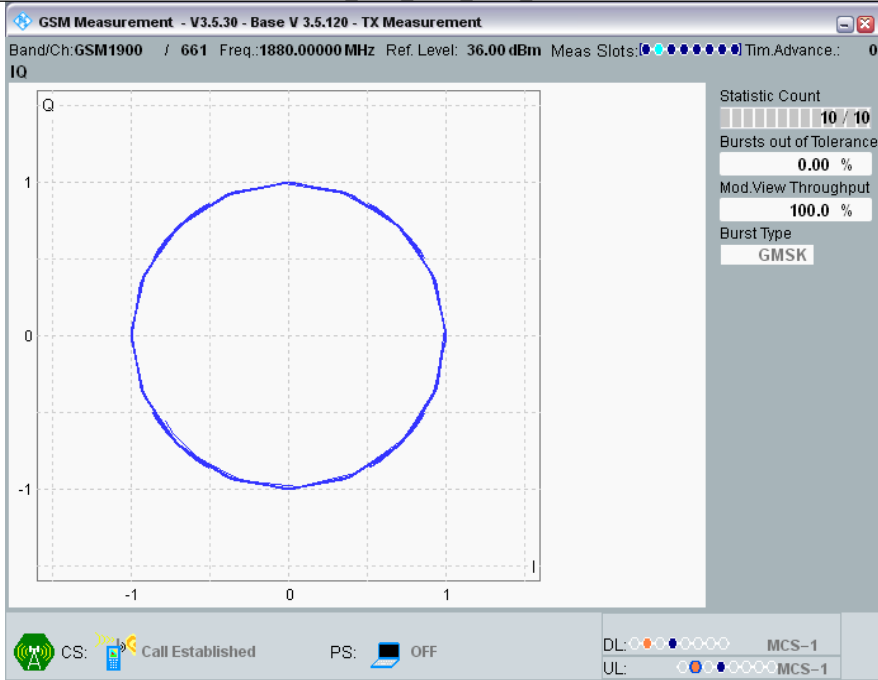 GSM Measurement - V3.5.30 - Base V 3.5.120 - TX Measurement
Band/Ch:GSM1900 / 661 Freq.:1880.00000 MHz Ref. Level: 36.00 dBm Meas Slots: Tim.Advance.: 0
IQ
Statistic Count
10 / 10
Bursts out of Tolerance
0.00 %
Mod.View Throughput
100.0 %
Burst Type
GMSK
Q
1
0
-1
I
-1 0 1
CS: Call Established PS: OFF
DL: MCS-1
UL: MCS-1